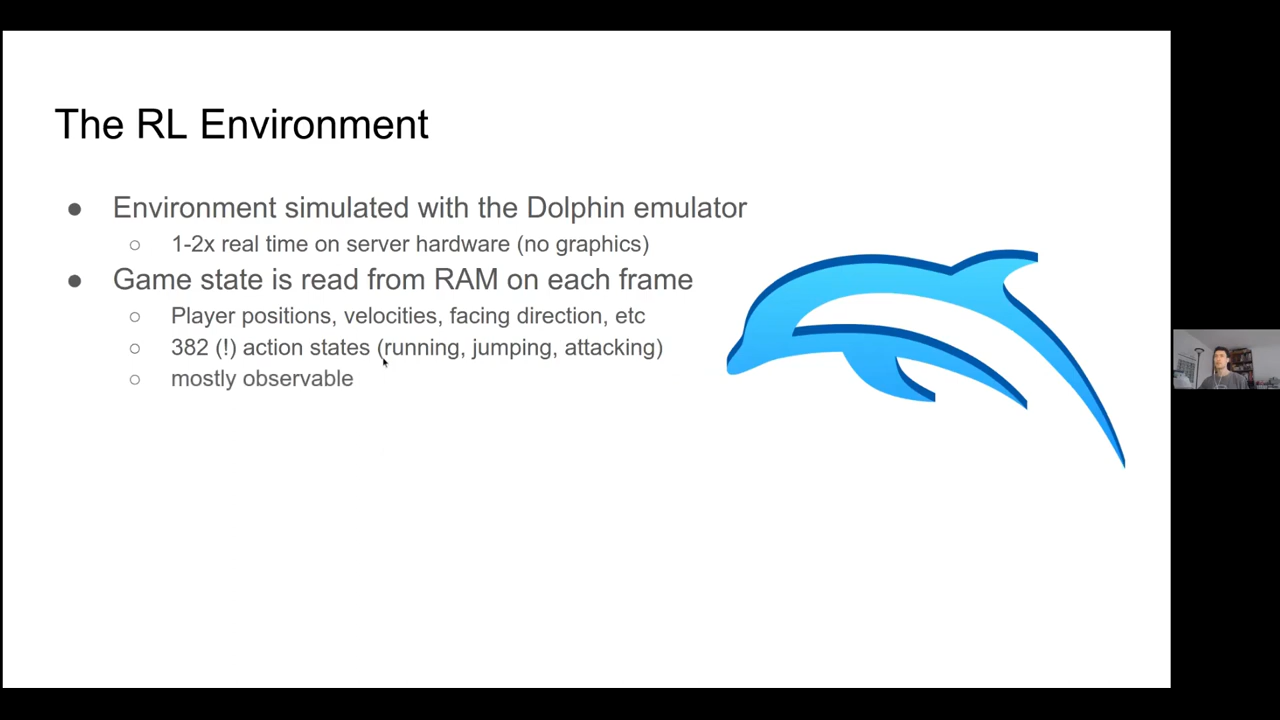 The RL Environment
● Environment simulated with the Dolphin emulator
○ 1-2x real time on server hardware (no graphics)
● Game state is read from RAM on each frame
○ Player positions, velocities, facing direction, etc
○ 382 (!) action states (running, jumping, attacking)
○ mostly observable